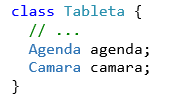 class Tableta {
  // ...
  Agenda agenda;
  Camara camara;
}